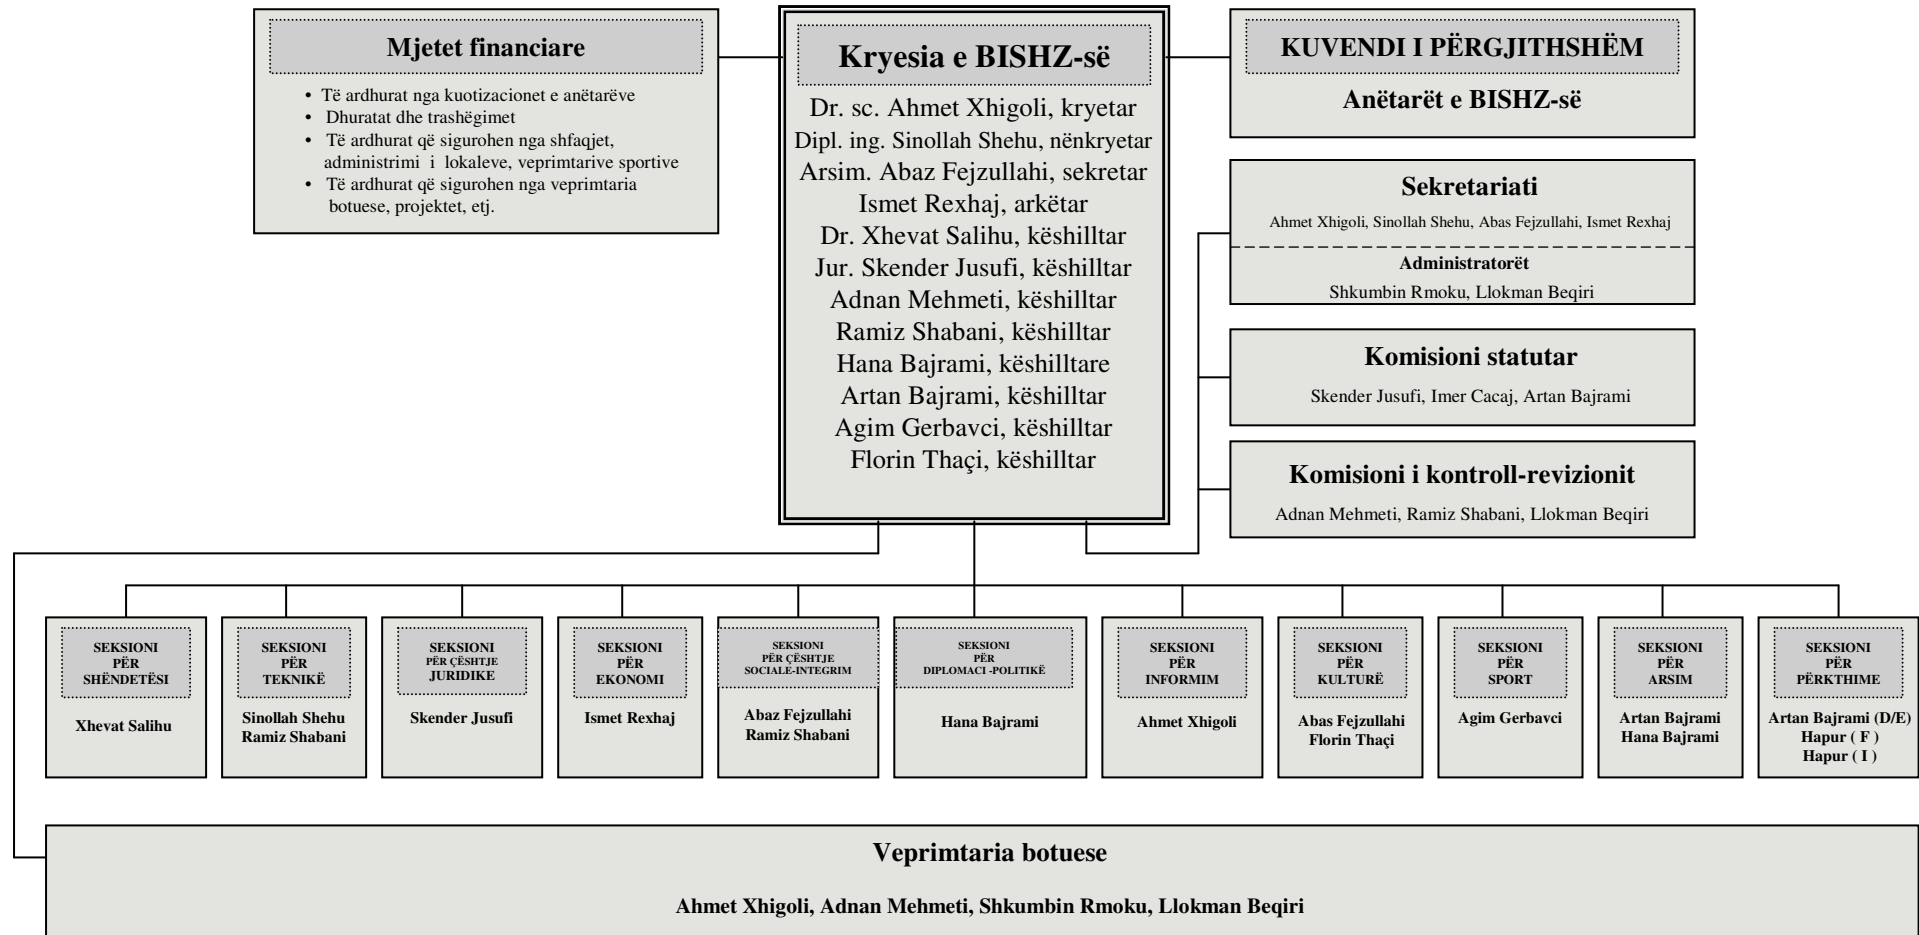 Mjetet financiare
• Të ardhurat nga kuotizacionet e anëtarëve
• Dhuratat dhe trashëgimet
• Të ardhurat që sigurohen nga shfaqjet,
administrimi i lokaleve, veprimtarive sportive
• Të ardhurat që sigurohen nga veprimtaria
botuese, projektet, etj.
Kryesia e BISHZ-së
Dr. sc. Ahmet Xhigoli, kryetar
Dipl. ing. Sinollah Shehu, nënkryetar
Arsim. Abaz Fejzullahi, sekretar
Ismet Rexhaj, arkëtar
Dr. Xhevat Salihu, këshilltar
Jur. Skender Jusufi, këshilltar
Adnan Mehmeti, këshilltar
Ramiz Shabani, këshilltar
Hana Bajrami, këshilltare
Artan Bajrami, këshilltar
Agim Gerbavci, këshilltar
Florin Thaçi, këshilltar
KUVENDI I PËRGJITHSHËM
Anëtarët e BISHZ-së
Sekretariati
Ahmet Xhigoli, Sinollah Shehu, Abas Fejzullahi, Ismet Rexhaj
Administratorët
Shkumbin Rmoku, Llokman Beqiri
Komisioni statutar
Skender Jusufi, Imer Cacaj, Artan Bajrami
Komisioni i kontroll-revizionit
Adnan Mehmeti, Ramiz Shabani, Llokman Beqiri
SEKSIONI
PËR
SHËNDETËSI
Xhevat Salihu
SEKSIONI
PËR
TEKNIKË
Sinollah Shehu
Ramiz Shabani
SEKSIONI
PËR ÇËSHTJE
JURIDIKE
Skender Jusufi
SEKSIONI
PËR
EKONOMI
Ismet Rexhaj
SEKSIONI
PËR ÇËSHTJE
SOCIALE-INTEGRIM
Abaz Fejzullahi
Ramiz Shabani
SEKSIONI
PËR
DIPLOMACI -POLITIKË
Hana Bajrami
SEKSIONI
PËR
INFORMIM
Ahmet Xhigoli
SEKSIONI
PËR
KULTURË
Abas Fejzullahi
Florin Thaçi
SEKSIONI
PËR
SPORT
Agim Gerbavci
SEKSIONI
PËR
ARSIM
Artan Bajrami
Hana Bajrami
SEKSIONI
PËR
PËRKTHIME
Artan Bajrami (D/E)
Hapur ( F )
Hapur ( I )
Veprimtaria botuese
Ahmet Xhigoli, Adnan Mehmeti, Shkumbin Rmoku, Llokman Beqiri